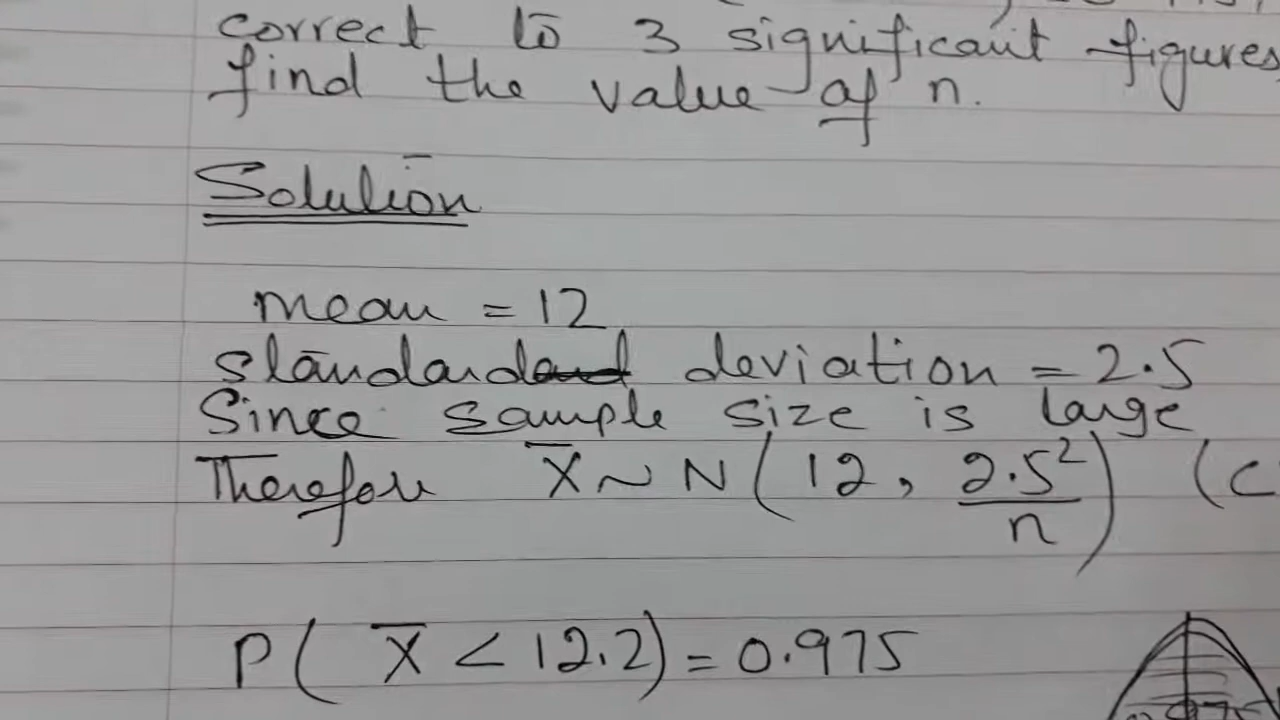 correct to 3 significant figures
find the value of n.
Solution
mean = 12
standard deviation = 2.5
Since sample size is large
Therefore X̄ ~ N(12, 2.5²/n) (C
P( X̄ < 12.2) = 0.975